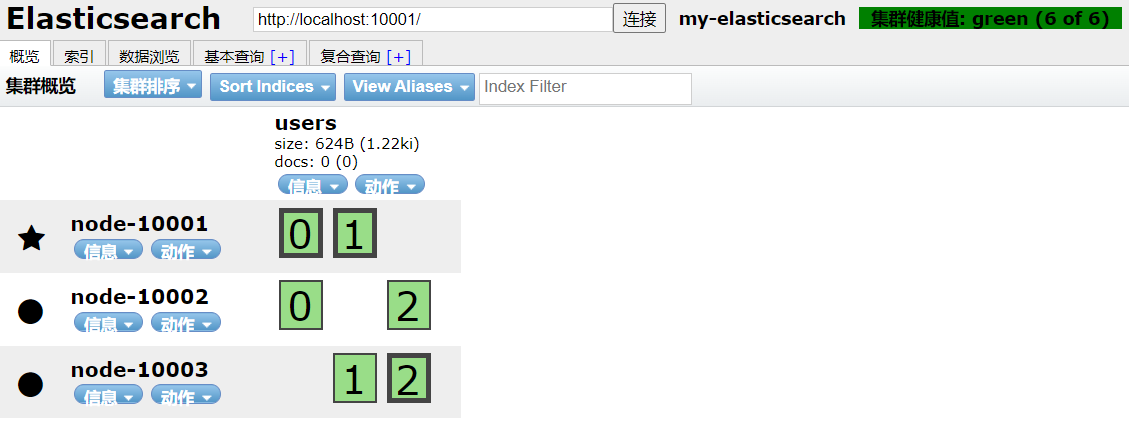 Elasticsearch http://localhost:10001/ 连接 my-elasticsearch 集群健康值: green (6 of 6)
概览 索引 数据浏览 基本查询 [+] 复合查询 [+]
集群概览 集群排序 Sort Indices View Aliases Index Filter
users
size: 624B (1.22ki)
docs: 0 (0)
信息 动作
node-10001 0 1
信息 动作
node-10002 0 2
信息 动作
node-10003 1 2
信息 动作